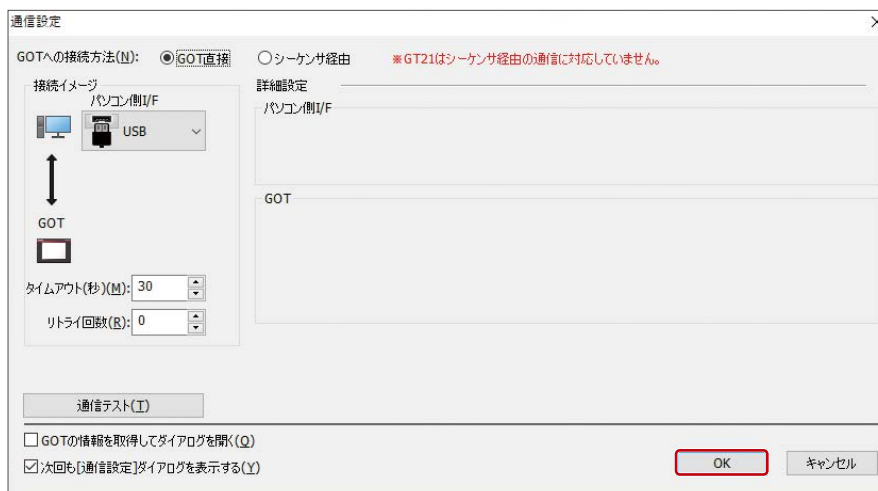 通信設定
GOTへの接続方法(N): GOT直接 シーケンサ経由 ※GT21はシーケンサ経由の通信に対応していません。
接続イメージ
パソコン側I/F
USB
GOT
タイムアウト(秒)(M): 30
リトライ回数(R): 0
詳細設定
パソコン側I/F
GOT
通信テスト(T)
GOTの情報を取得してダイアログを開く(Q)
次回も[通信設定]ダイアログを表示する(Y)
OK キャンセル